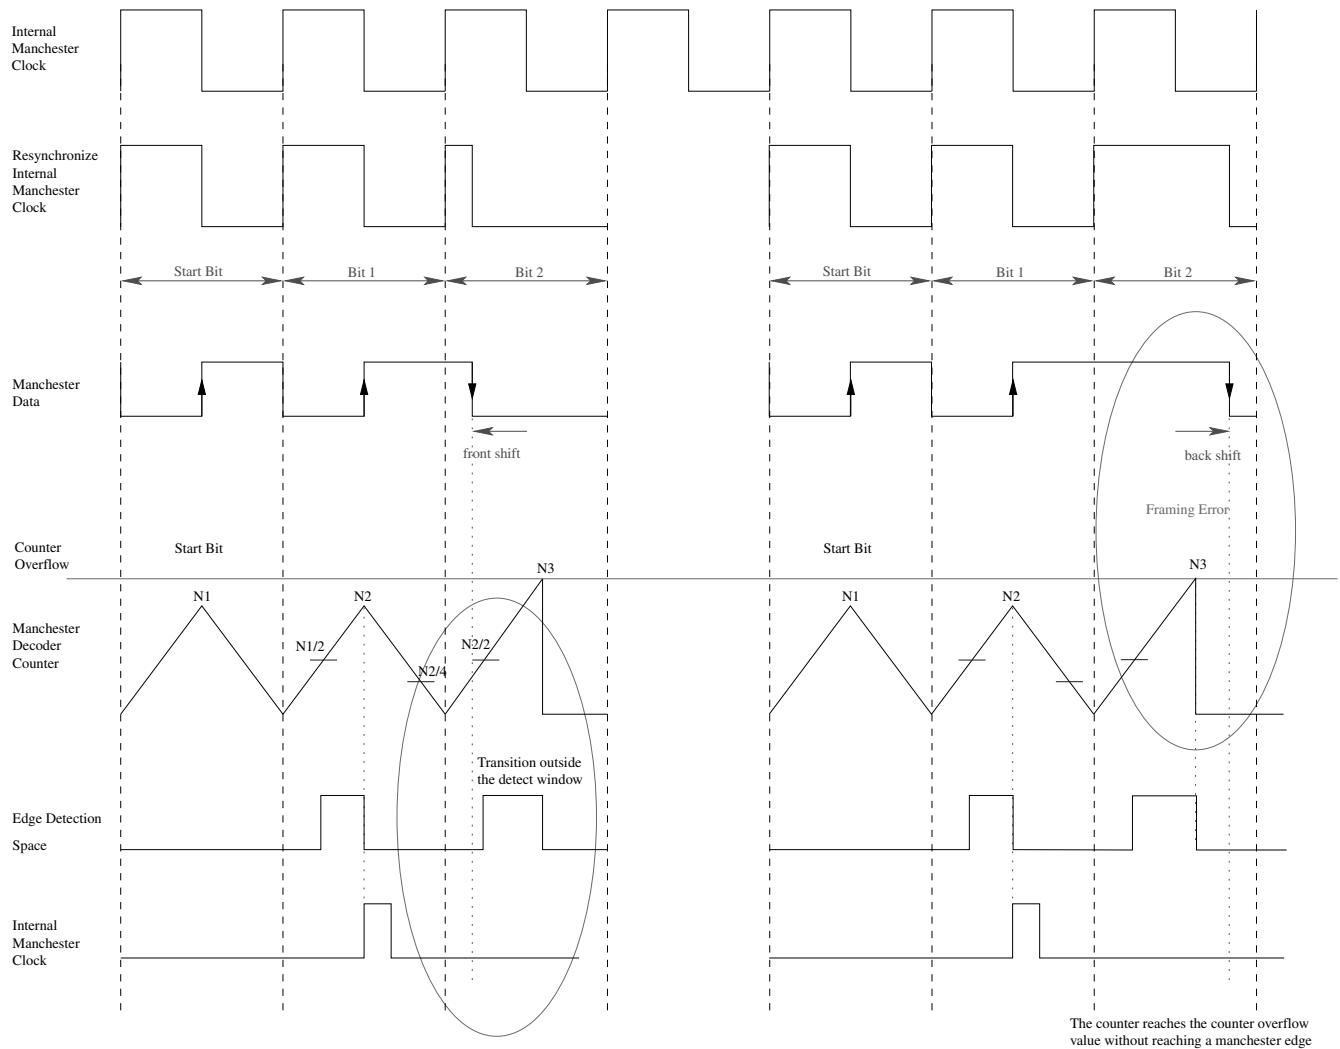 Internal
Manchester
Clock
Resynchronize
Internal
Manchester
Clock
Start Bit
Bit 1
Bit 2
Start Bit
Bit 1
Bit 2
Manchester
Data
front shift
back shift
Framing Error
Counter
Overflow
Start Bit
Start Bit
N3
N3
N1
N2
N1
N2
Manchester
Decoder
Counter
N1/2
N2/2
N2/4
Transition outside
the detect window
Edge Detection
Space
Internal
Manchester
Clock
The counter reaches the counter overflow
value without reaching a manchester edge